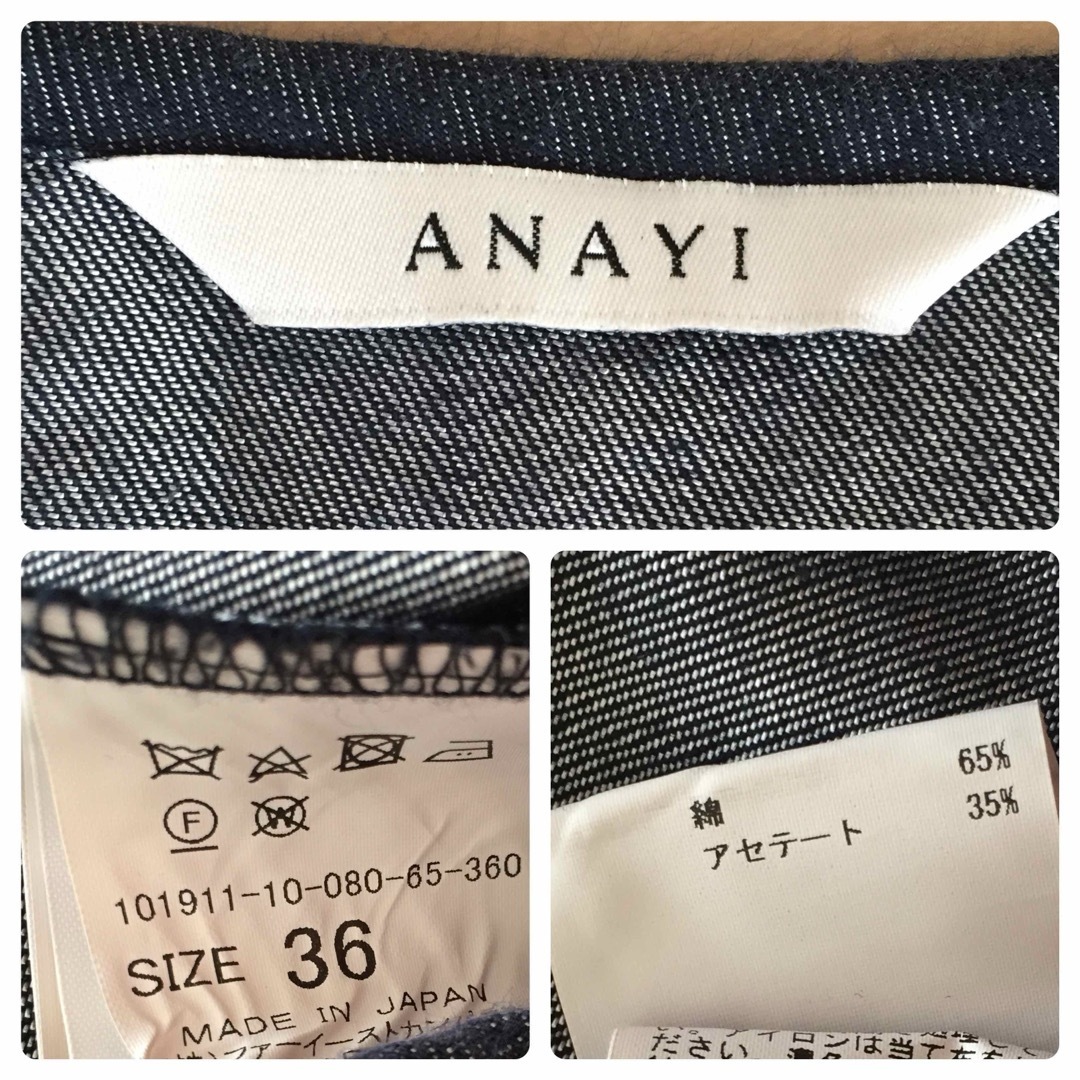 ANAYI
F
W
101911-10-080-65-360
SIZE 36
MADE IN JAPAN
綿 65%
アセテート 35%